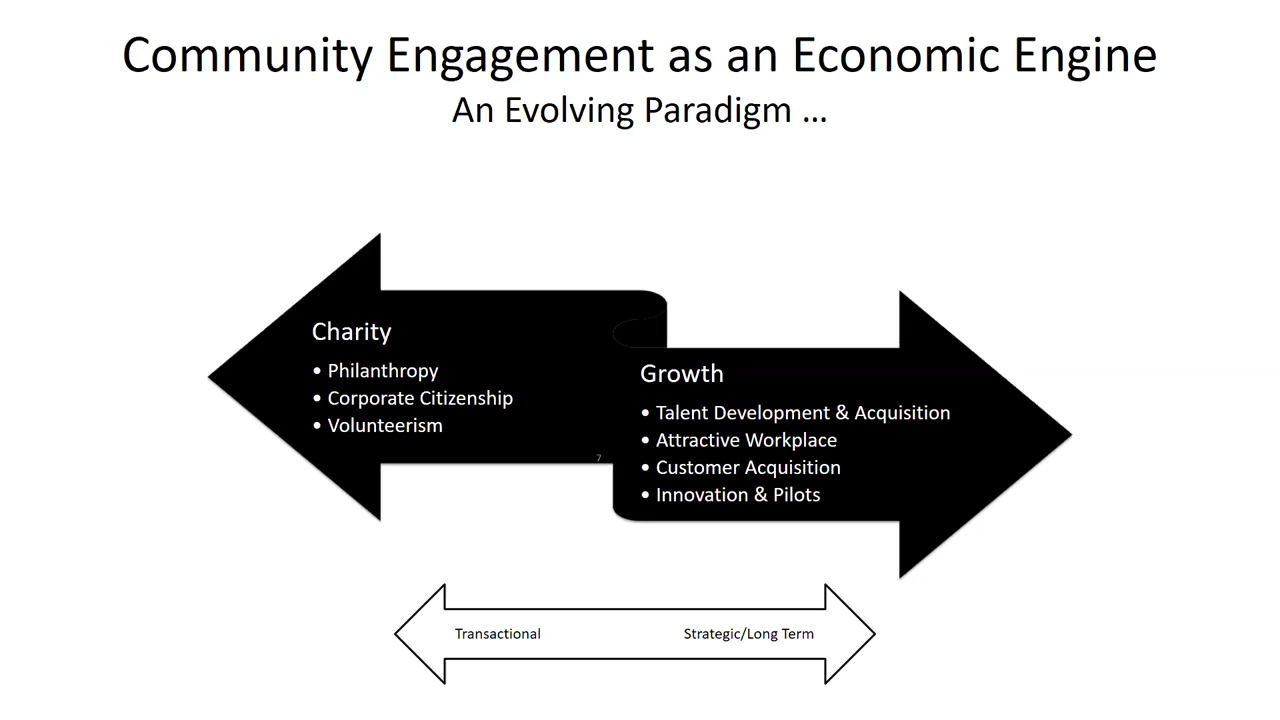 Community Engagement as an Economic Engine
An Evolving Paradigm ...
Charity
• Philanthropy
• Corporate Citizenship
• Volunteerism
7
Growth
• Talent Development & Acquisition
• Attractive Workplace
• Customer Acquisition
• Innovation & Pilots
Transactional
Strategic/Long Term